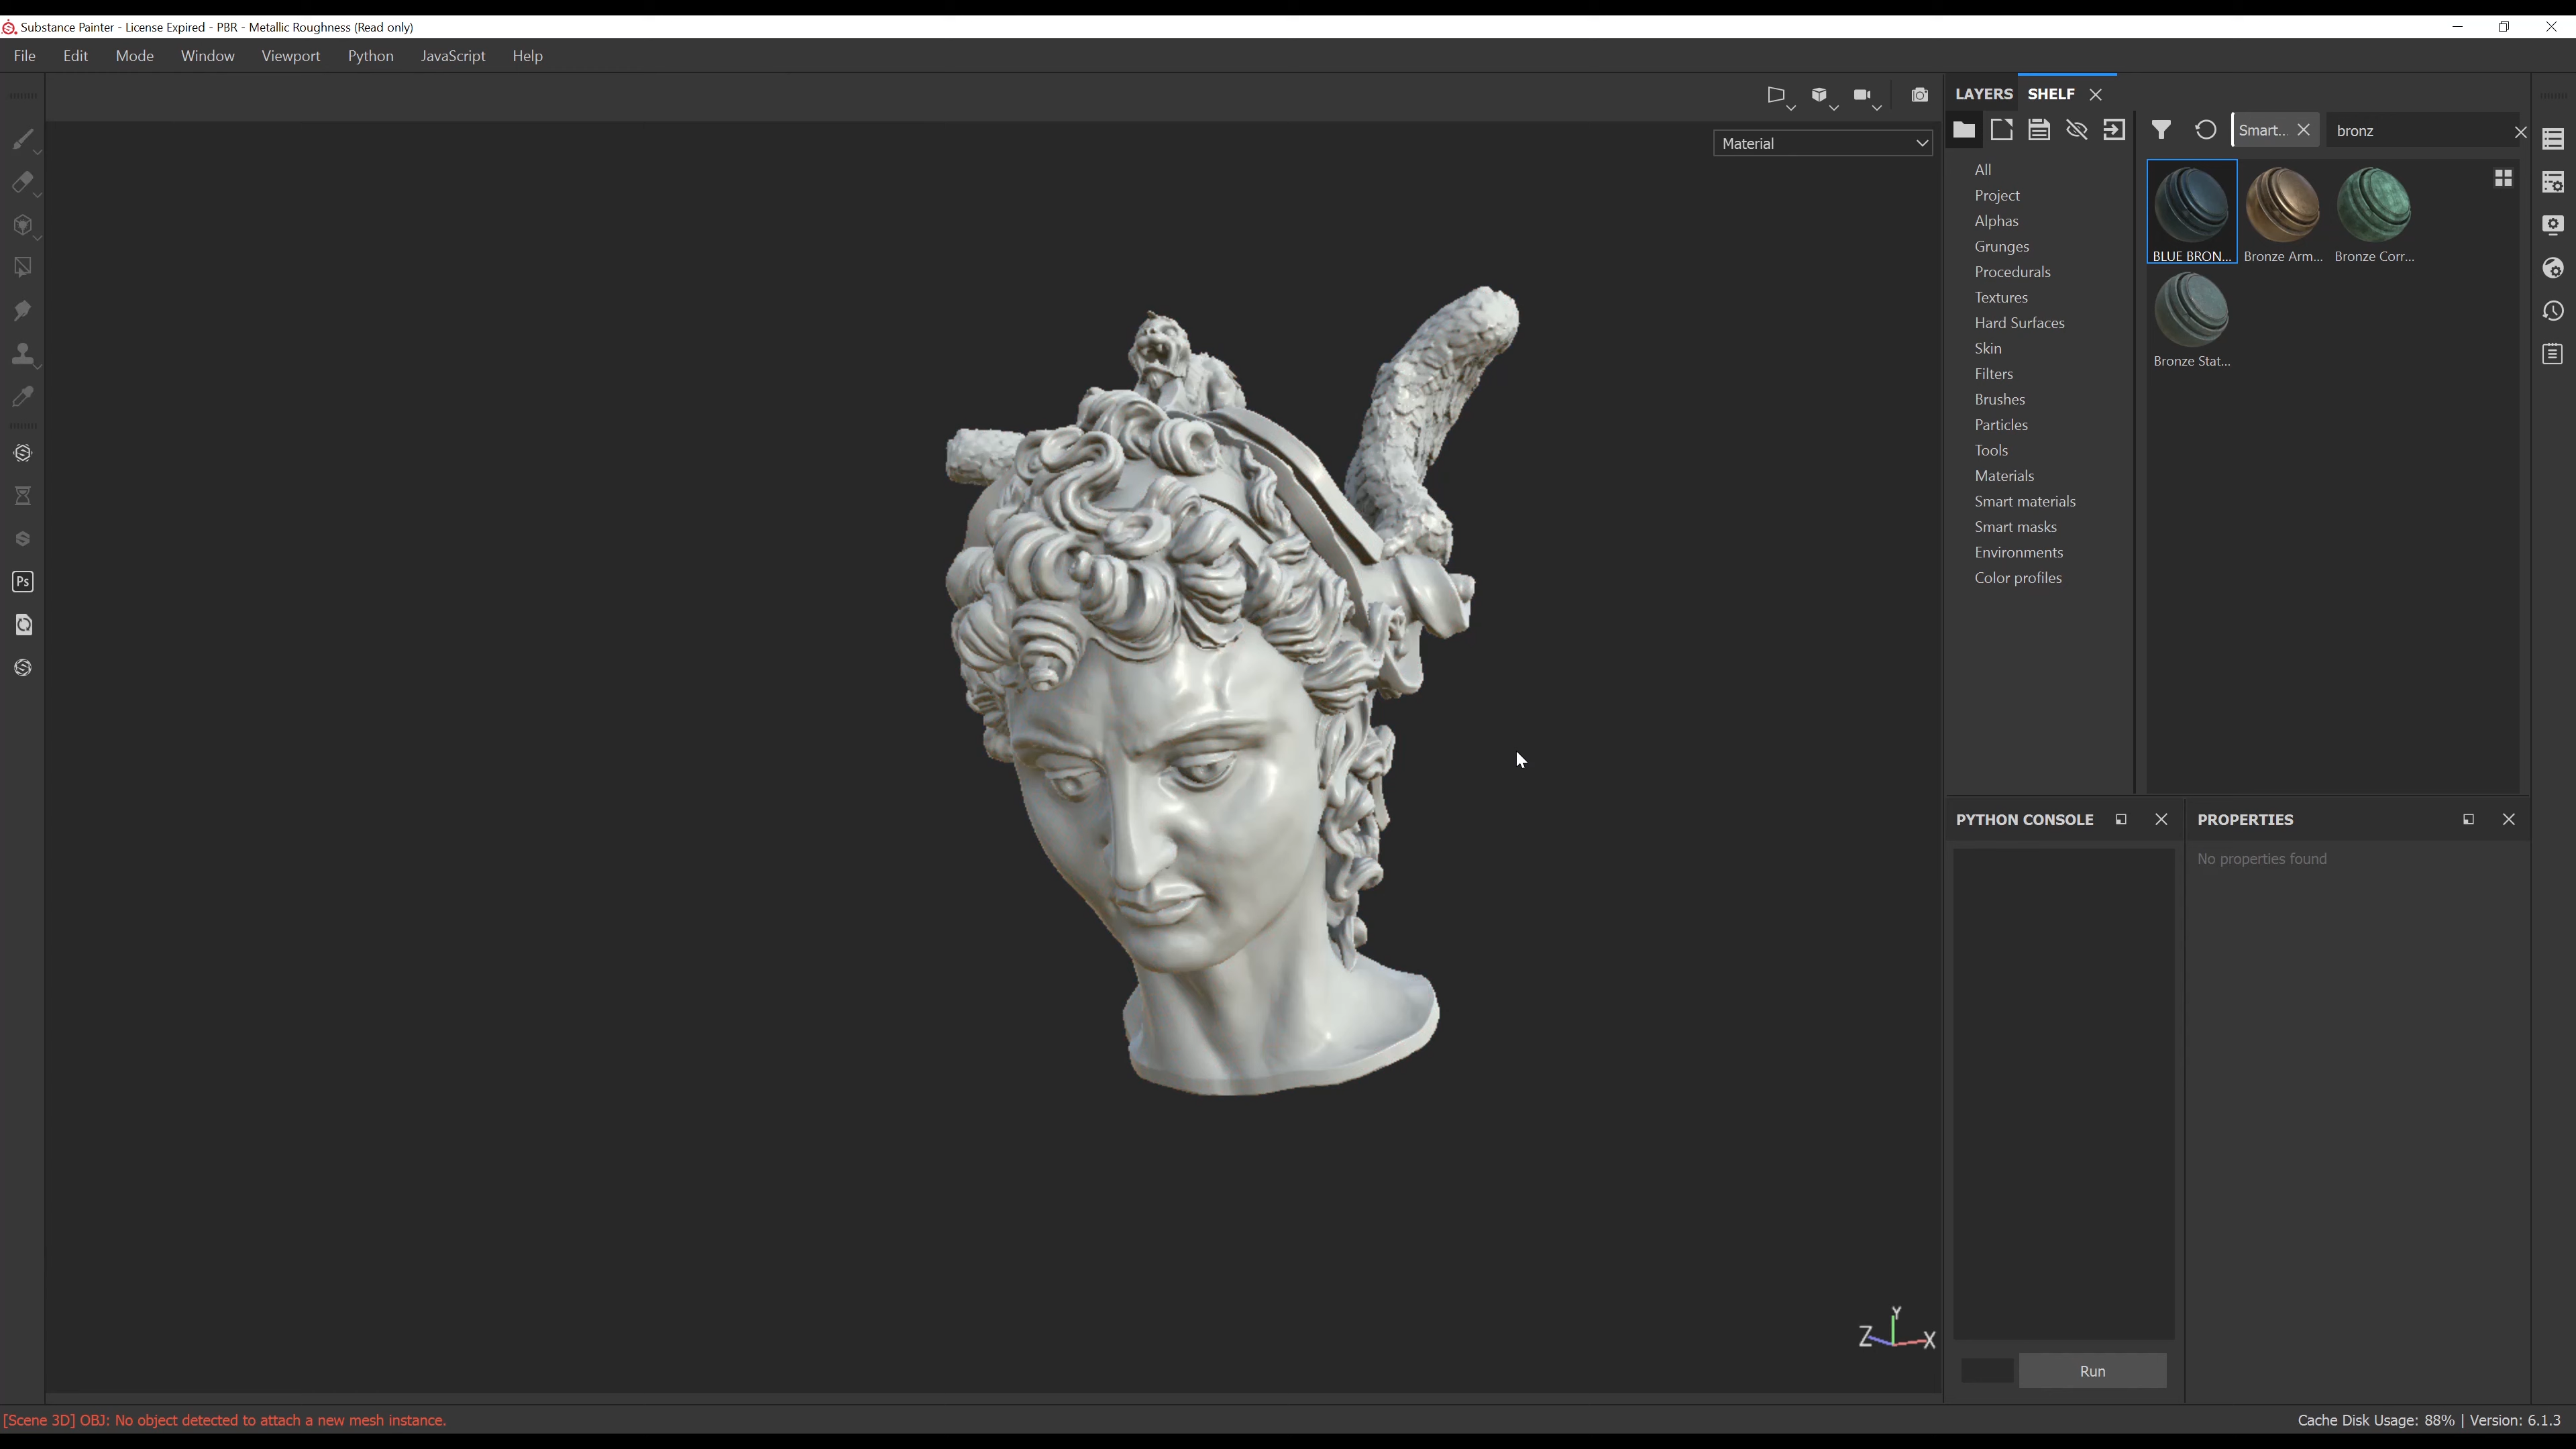 Substance Painter - License Expired - PBR - Metallic Roughness (Read only)
File Edit Mode Window Viewport Python JavaScript Help
LAYERS SHELF
Smart... bronz
Material
All
Project
Alphas
Grunges
Procedurals
Textures
Hard Surfaces
Skin
Filters
Brushes
Particles
Tools
Materials
Smart materials
Smart masks
Environments
Color profiles
BLUE BRON... Bronze Arm... Bronze Corr...
Bronze Stat...
Ps
PYTHON CONSOLE PROPERTIES
No properties found
Y
Z X
Run
[Scene 3D] OBJ: No object detected to attach a new mesh instance.
Cache Disk Usage: 88% | Version: 6.1.3